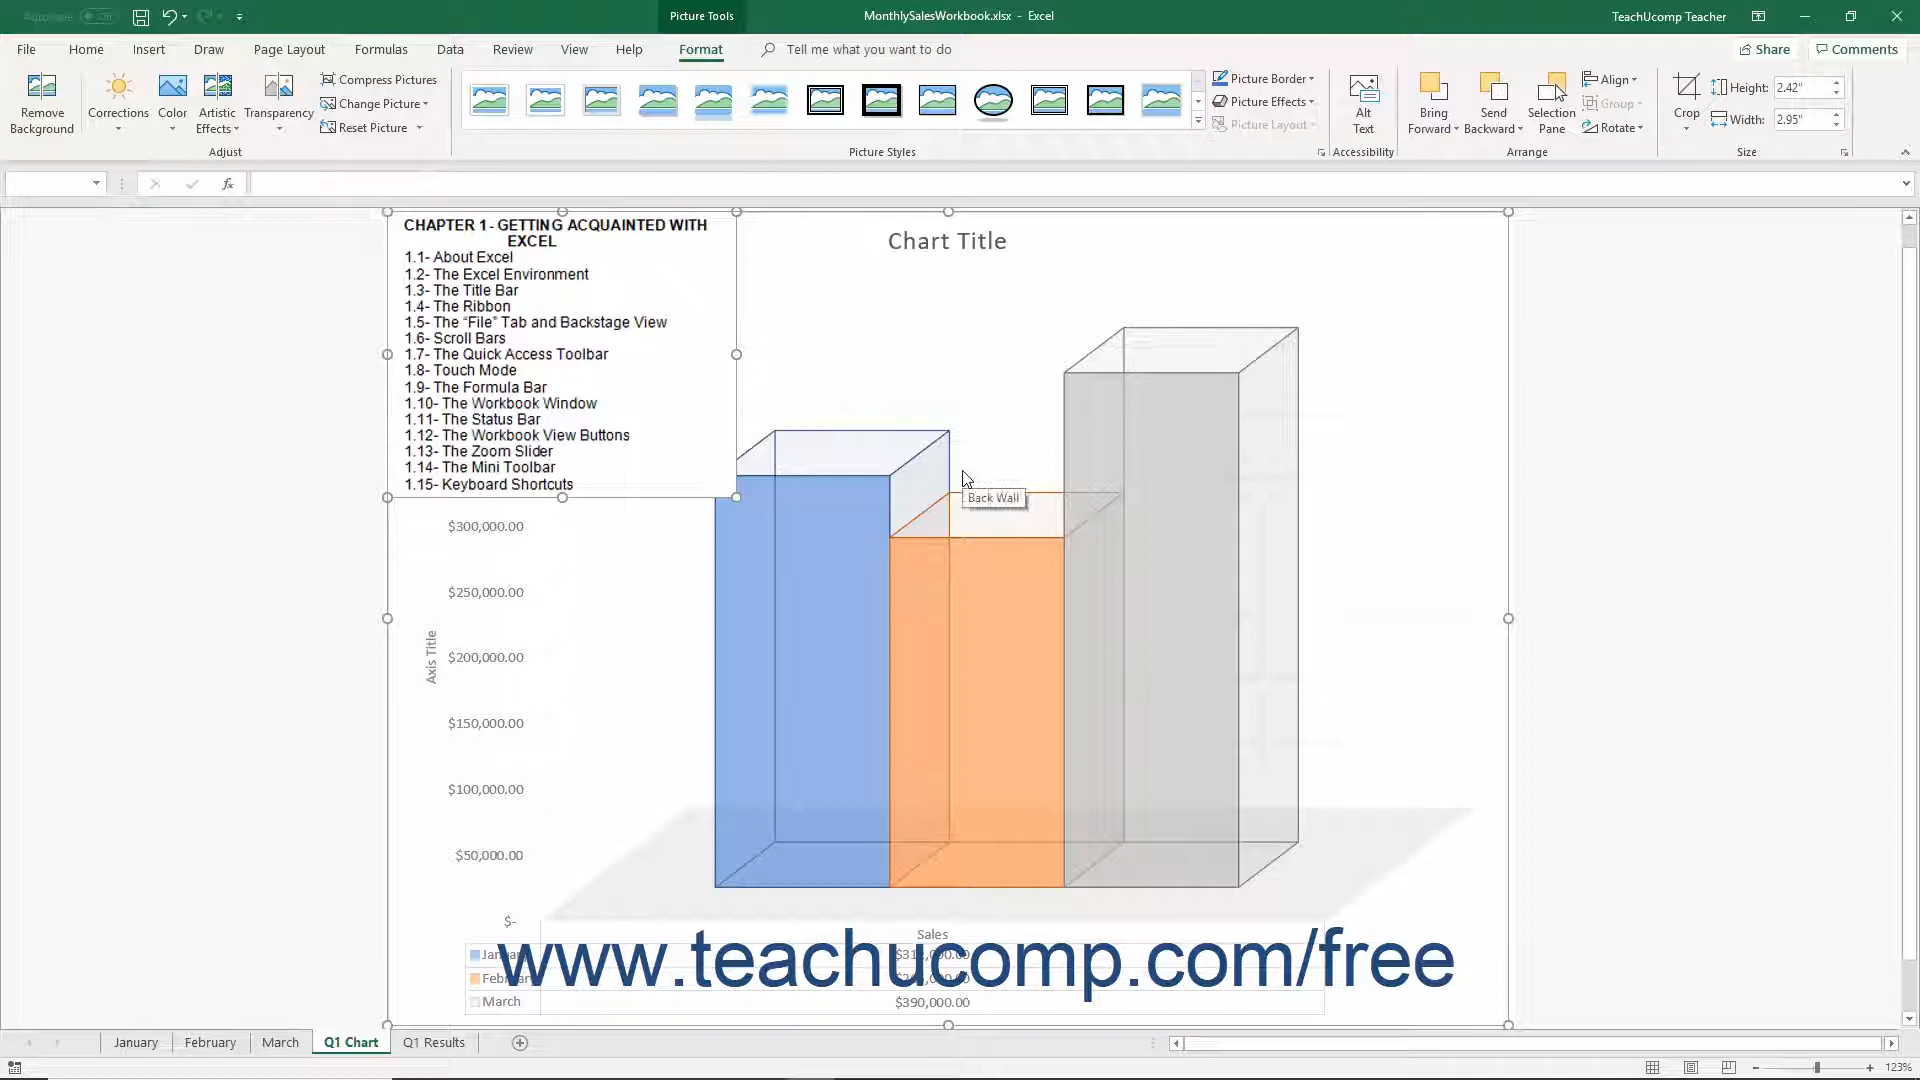 AutoSave Off
Picture Tools
MonthlySalesWorkbook.xlsx - Excel
TeachUcomp Teacher
File Home Insert Draw Page Layout Formulas Data Review View Help Format Tell me what you want to do
Share Comments
Remove Background
Corrections
Color
Artistic Effects
Transparency
Compress Pictures
Change Picture
Reset Picture
Adjust
Picture Styles
Picture Border
Picture Effects
Picture Layout
Alt Text
Accessibility
Bring Forward
Send Backward
Selection Pane
Align
Group
Rotate
Arrange
Crop
Height: 2.42"
Width: 2.95"
Size
fx
CHAPTER 1- GETTING ACQUAINTED WITH
EXCEL
1.1- About Excel
1.2- The Excel Environment
1.3- The Title Bar
1.4- The Ribbon
1.5- The “File” Tab and Backstage View
1.6- Scroll Bars
1.7- The Quick Access Toolbar
1.8- Touch Mode
1.9- The Formula Bar
1.10- The Workbook Window
1.11- The Status Bar
1.12- The Workbook View Buttons
1.13- The Zoom Slider
1.14- The Mini Toolbar
1.15- Keyboard Shortcuts
Chart Title
Back Wall
$300,000.00
$250,000.00
$200,000.00
$150,000.00
$100,000.00
$50,000.00
$-
Axis Title
Sales
January
February
March $390,000.00
www.teachucomp.com/free
January February March Q1 Chart Q1 Results
123%